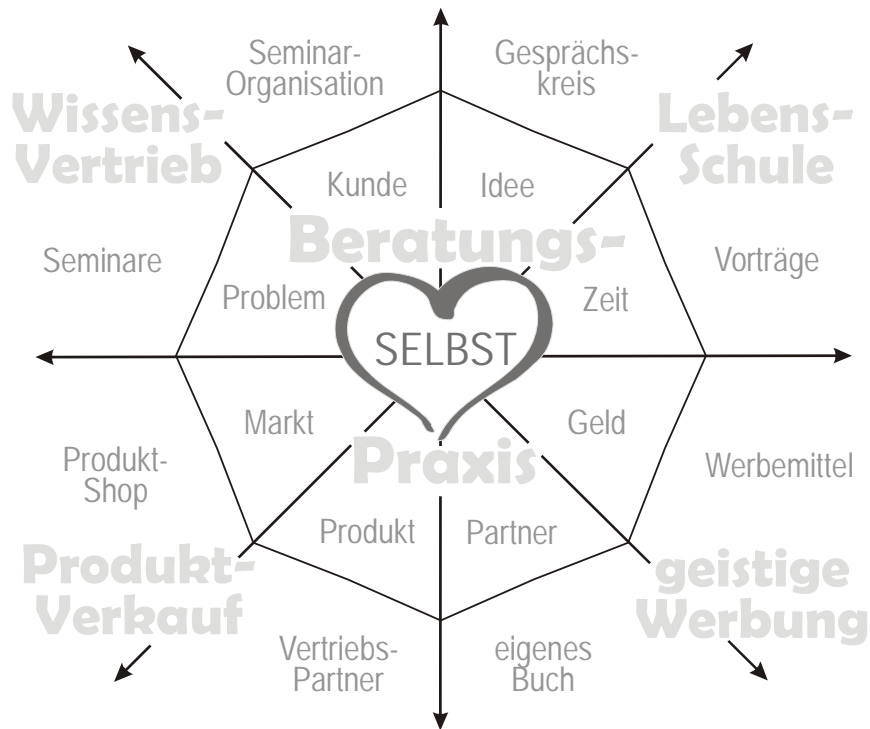 Seminar-
Organisation
Gesprächs-
kreis
Wissens-
Vertrieb
Lebens-
Schule
Kunde
Idee
Beratungs-
Seminare
Vorträge
Problem
Zeit
SELBST
Markt
Geld
Praxis
Produkt-
Shop
Werbemittel
Produkt
Partner
Produkt-
Verkauf
geistige
Werbung
Vertriebs-
Partner
eigenes
Buch